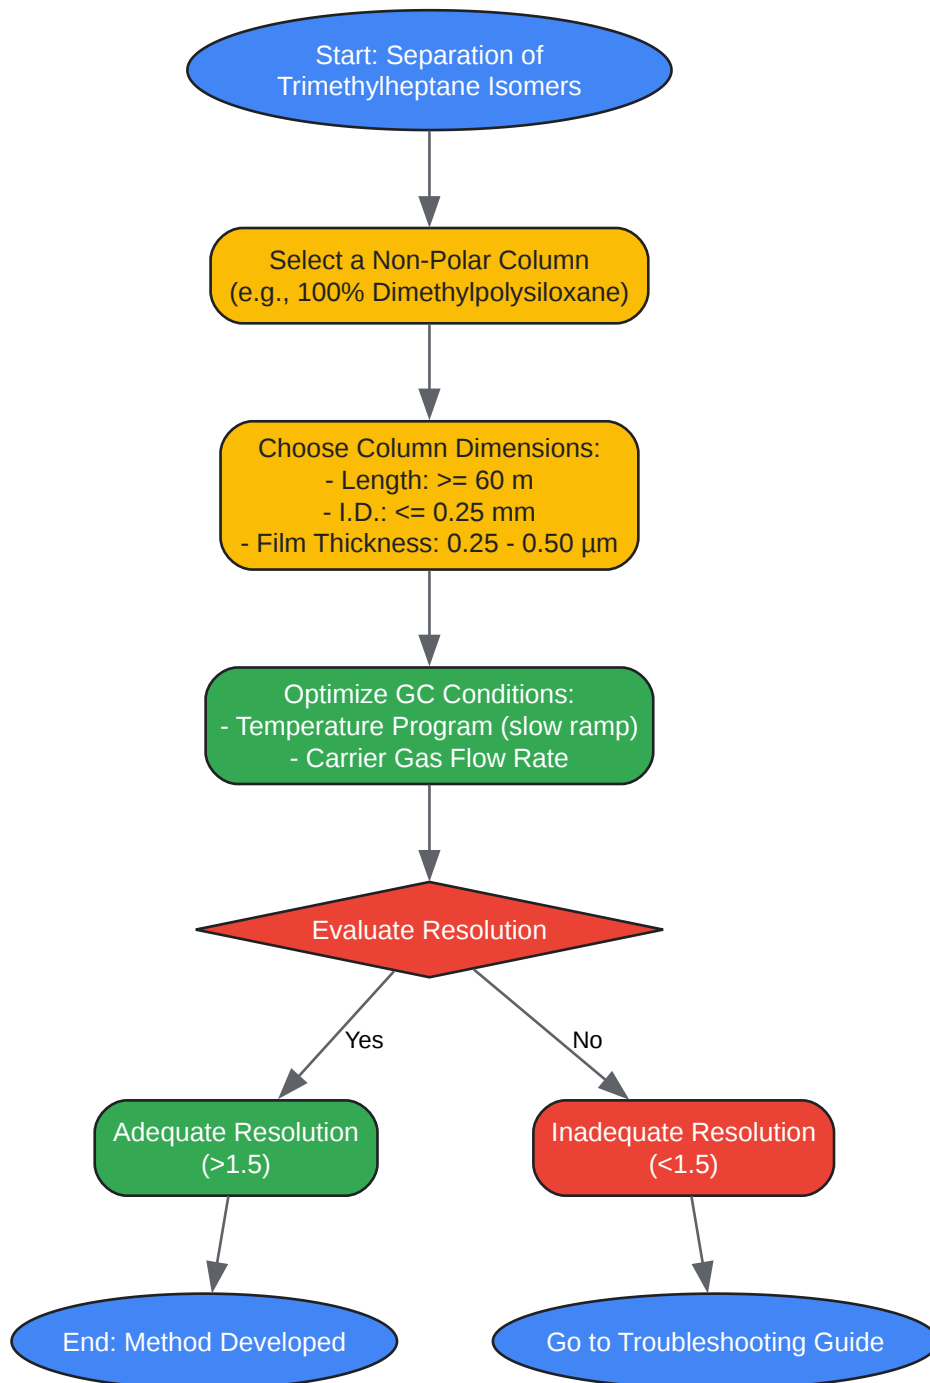 Start: Separation of
Trimethylheptane Isomers
Select a Non-Polar Column
(e.g., 100% Dimethylpolysiloxane)
Choose Column Dimensions:
- Length: >= 60 m
- I.D.: <= 0.25 mm
- Film Thickness: 0.25 - 0.50 µm
Optimize GC Conditions:
- Temperature Program (slow ramp)
- Carrier Gas Flow Rate
Evaluate Resolution
Yes
No
Adequate Resolution
(>1.5)
Inadequate Resolution
(<1.5)
End: Method Developed
Go to Troubleshooting Guide